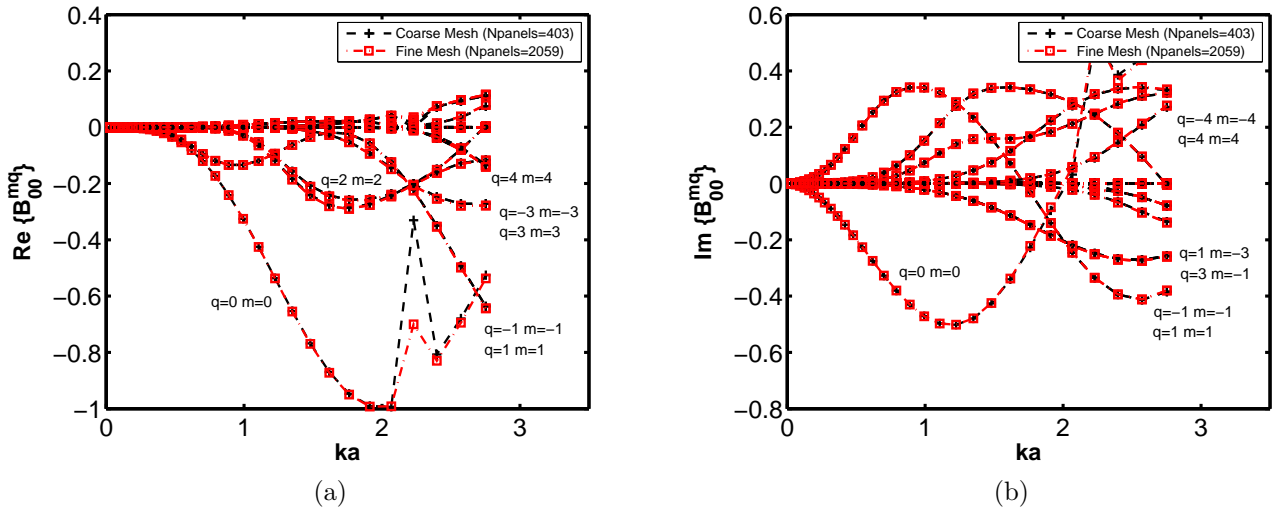 Coarse Mesh (Npanels=403)
Fine Mesh (Npanels=2059)
0.4
0.2
0
−0.2
−0.4
−0.6
−0.8
−1
Re {B00^mq}
q=2 m=2
q=4 m=4
q=−3 m=−3
q=3 m=3
q=0 m=0
q=−1 m=−1
q=1 m=1
0 1 2 3
ka
(a)
Coarse Mesh (Npanels=403)
Fine Mesh (Npanels=2059)
0.6
0.4
0.2
0
−0.2
−0.4
−0.6
−0.8
Im {B00^mq}
q=−4 m=−4
q=4 m=4
q=1 m=−3
q=3 m=−1
q=0 m=0
q=−1 m=−1
q=1 m=1
0 1 2 3
ka
(b)